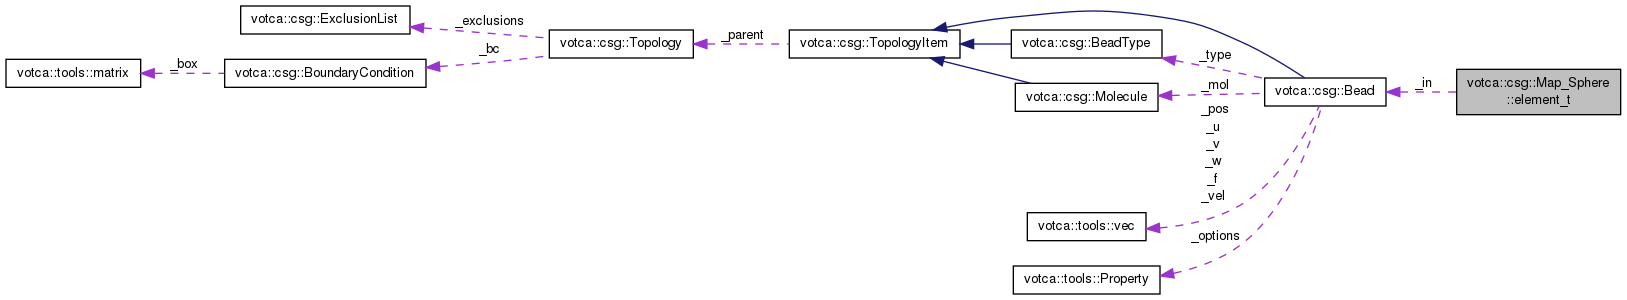 votca::csg::ExclusionList
_exclusions
votca::csg::Topology
_parent
votca::csg::TopologyItem
votca::csg::BeadType
_bc
_type
votca::tools::matrix
_box
votca::csg::BoundaryCondition
_mol
votca::csg::Molecule
votca::csg::Bead
_in
votca::csg::Map_Sphere
::element_t
_pos
_u
_v
_w
_f
_vel
votca::tools::vec
_options
votca::tools::Property